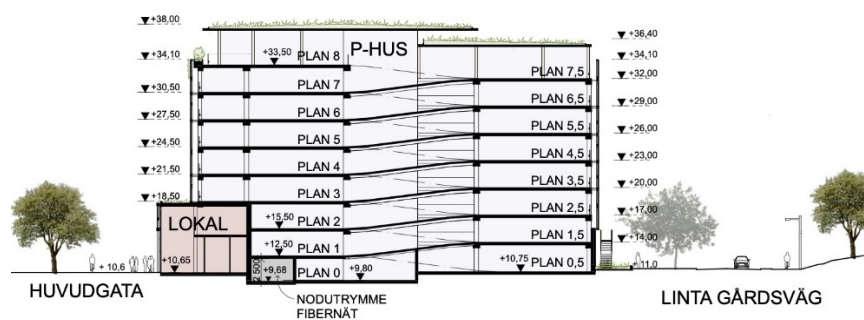 +38,00
+36,40
P-HUS
+34,10
+33,50
PLAN 8
+34,10
PLAN 7,5
+32,00
PLAN 7
+30,50
PLAN 6,5
+29,00
PLAN 6
+27,50
PLAN 5,5
+26,00
PLAN 5
+24,50
PLAN 4,5
+23,00
PLAN 4
+21,50
PLAN 3,5
+20,00
PLAN 3
+18,50
PLAN 2,5
+17,00
LOKAL
+15,50
PLAN 2
PLAN 1,5
+14,00
+12,50
PLAN 1
+ 10,6
+10,65
2 500
+9,68
PLAN 0
+9,80
+10,75
PLAN 0,5
+ 11,0
HUVUDGATA
NODUTRYMME
FIBERNÄT
LINTA GÅRDSVÄG